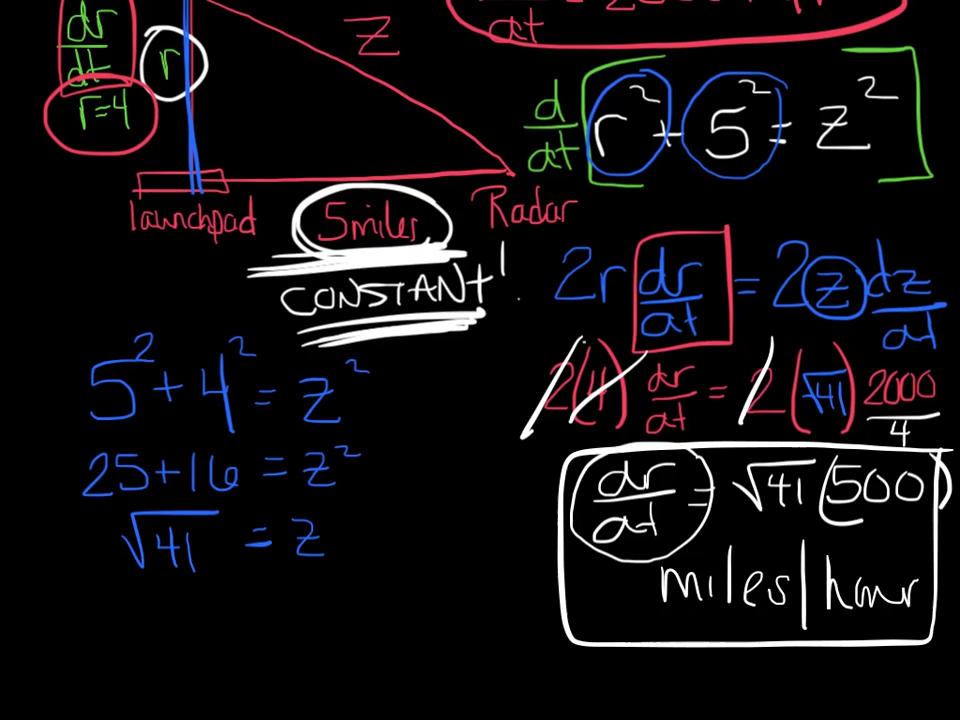 dr/dt
r=4
r
z
d/dt [r² + 5² = z²]
launchpad
5miles
Radar
CONSTANT!
2r dr/dt = 2z dz/dt
5² + 4² = z²
2(4) dr/dt = 2(√41) 2000/4
25+16 = z²
dr/dt = √41 (500)
√41 = z
miles/hour